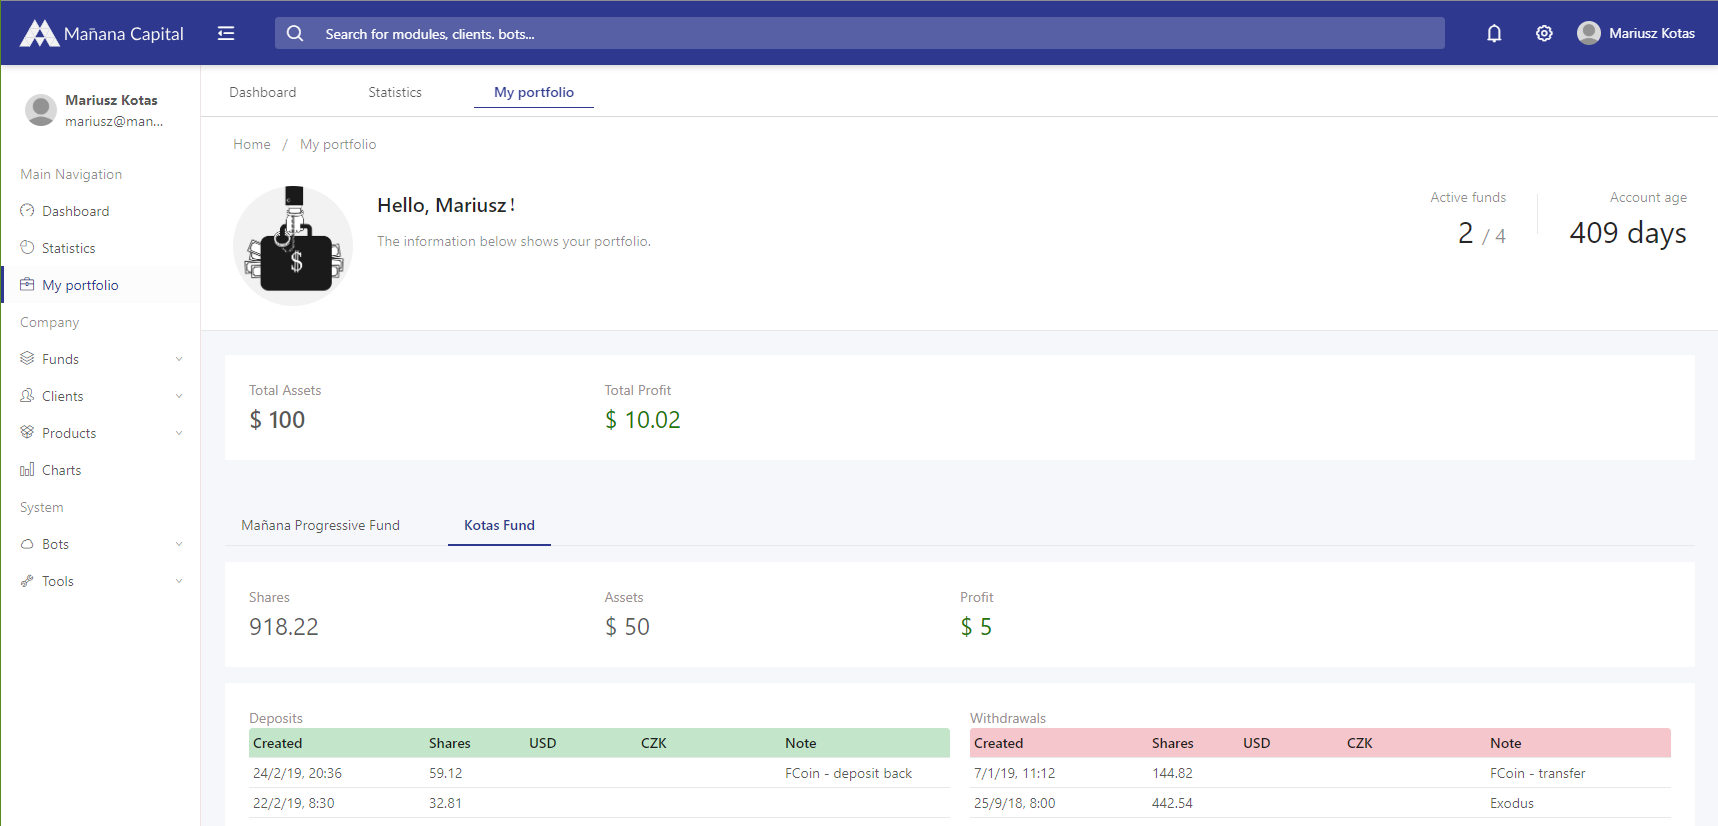 Mañana Capital
Search for modules, clients. bots...
Mariusz Kotas
Mariusz Kotas
mariusz@man...
Main Navigation
Dashboard
Statistics
My portfolio
Company
Funds
Clients
Products
Charts
System
Bots
Tools
Dashboard Statistics My portfolio
Home / My portfolio
$
Hello, Mariusz !
The information below shows your portfolio.
Active funds
2 / 4
Account age
409 days
Total Assets
$ 100
Total Profit
$ 10.02
Mañana Progressive Fund Kotas Fund
Shares
918.22
Assets
$ 50
Profit
$ 5
Deposits
Created Shares USD CZK Note
24/2/19, 20:36 59.12 FCoin - deposit back
22/2/19, 8:30 32.81
Withdrawals
Created Shares USD CZK Note
7/1/19, 11:12 144.82 FCoin - transfer
25/9/18, 8:00 442.54 Exodus